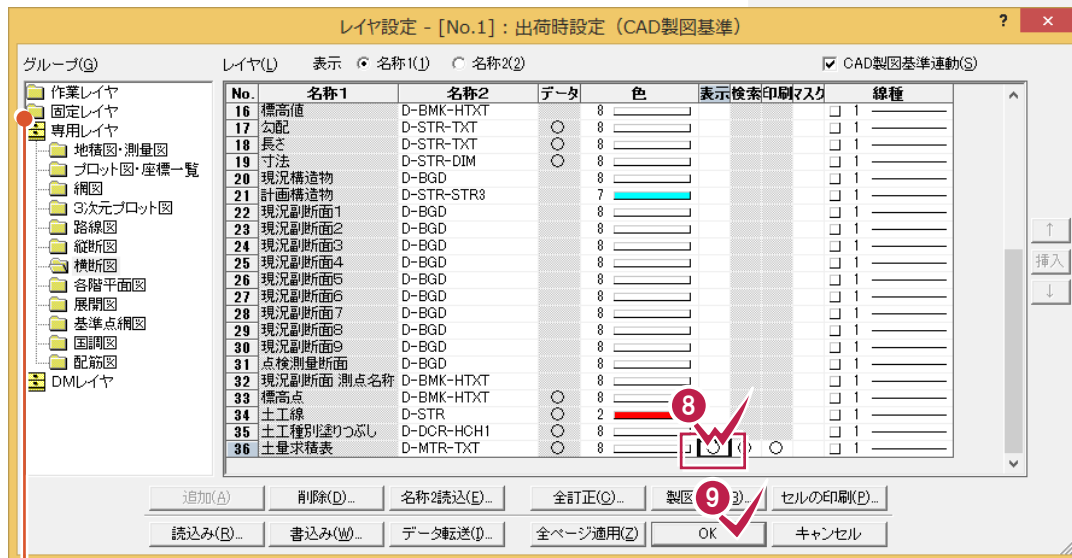 レイヤ設定 - [No.1] : 出荷時設定（CAD製図基準） ? ×
グループ(G) レイヤ(L) 表示 名称1(1) 名称2(2) CAD製図基準連動(S)
作業レイヤ
固定レイヤ
専用レイヤ
地積図・測量図
プロット図・座標一覧
網図
3次元プロット図
路線図
縦断図
横断図
各階平面図
展開図
基準点網図
国調図
配筋図
DMレイヤ
No. 名称1 名称2 データ 色 表示 検索 印刷 マスク 線種
16 標高値 D-BMK-HTXT 8 1
17 勾配 D-STR-TXT ○ 8 1
18 長さ D-STR-TXT ○ 8 1
19 寸法 D-STR-DIM ○ 8 1
20 現況構造物 D-BGD 8 1
21 計画構造物 D-STR-STR3 7 1
22 現況副断面1 D-BGD 8 1
23 現況副断面2 D-BGD 8 1
24 現況副断面3 D-BGD 8 1
25 現況副断面4 D-BGD 8 1
26 現況副断面5 D-BGD 8 1
27 現況副断面6 D-BGD 8 1
28 現況副断面7 D-BGD 8 1
29 現況副断面8 D-BGD 8 1
30 現況副断面9 D-BGD 8 1
31 点検測量断面 D-BGD 8 1
32 現況副断面 測点名称 D-BMK-HTXT 8 1
33 標高点 D-BMK-HTXT ○ 8 1
34 土工線 D-STR ○ 2 1
35 土工種別塗りつぶし D-DCR-HCH1 ○ 8 1
36 土量求積表 D-MTR-TXT ○ 8 ○ ○ ○ 1
8
↑
挿入
↓
追加(A) 削除(D)... 名称2読込(E)... 全訂正(C)... 製図 9 セルの印刷(P)...
読込み(R)... 書込み(W)... データ転送(I)... 全ページ適用(Z) OK キャンセル